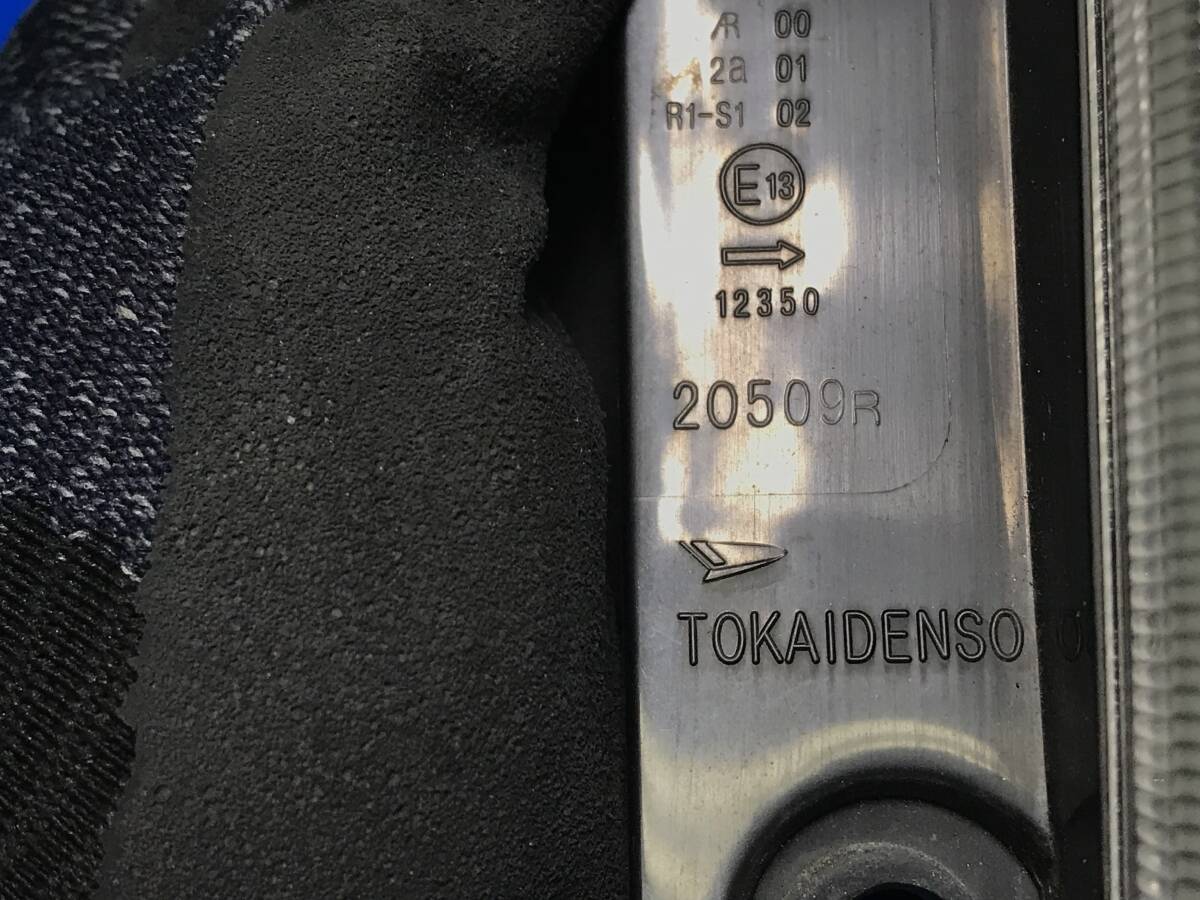 AR 00
2a 01
R1-S1 02
E13
12350
20509R
TOKAIDENSO